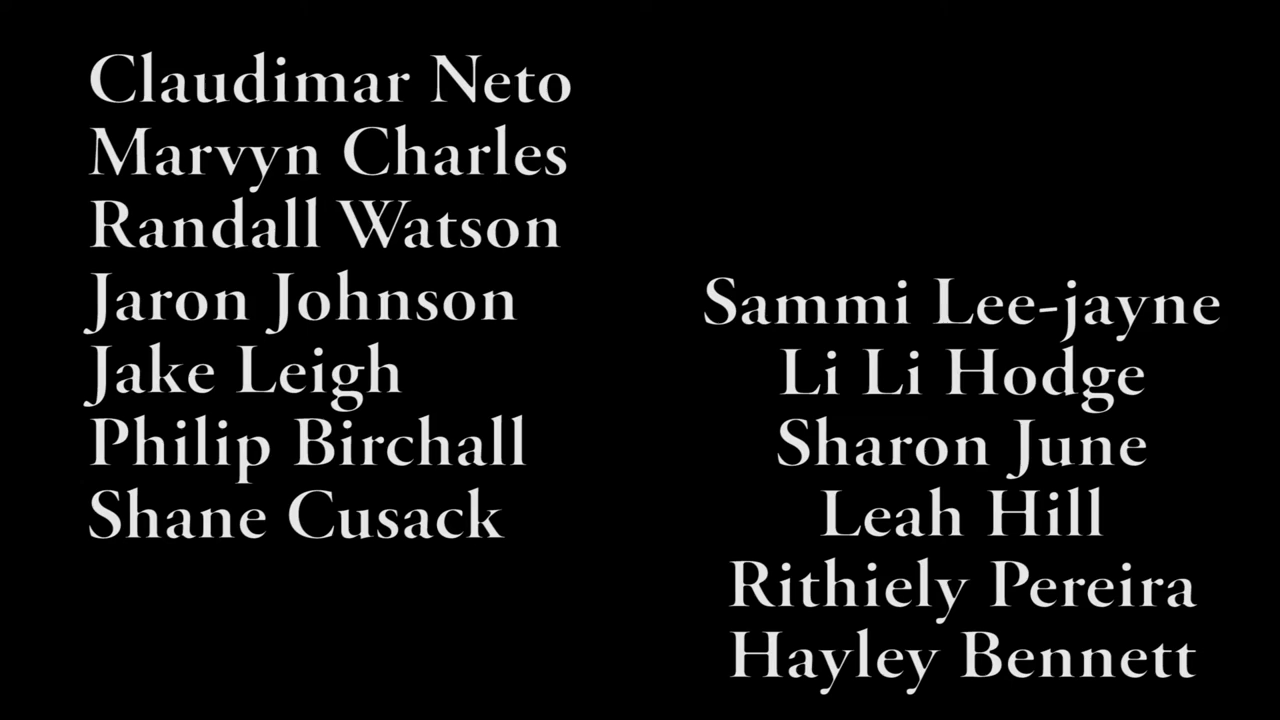 Claudimar Neto
Marvyn Charles
Randall Watson
Jaron Johnson
Jake Leigh
Philip Birchall
Shane Cusack
Sammi Lee-jayne
Li Li Hodge
Sharon June
Leah Hill
Rithiely Pereira
Hayley Bennett